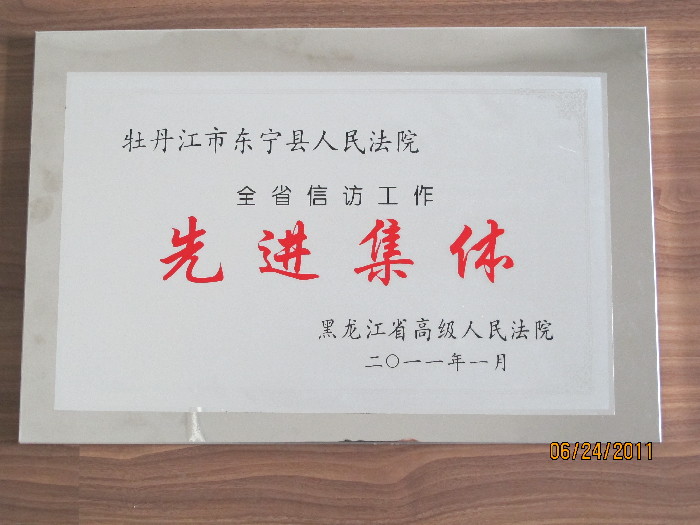 牡丹江市东宁县人民法院
全省信访工作
先进集体
黑龙江省高级人民法院
二〇一一年一月
06/24/2011